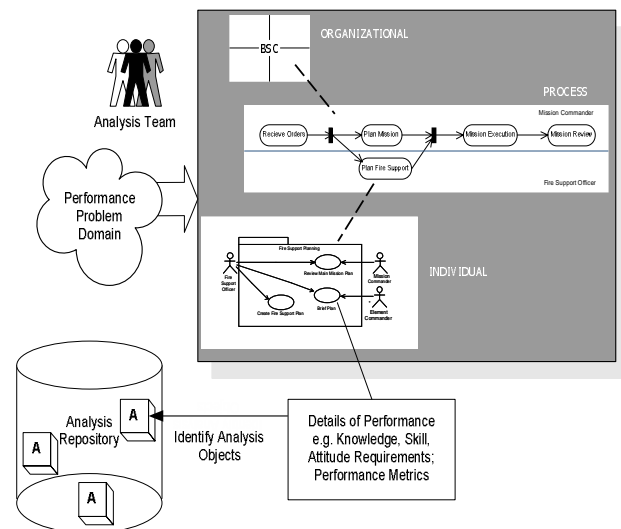 BSC
ORGANIZATIONAL
PROCESS
Mission Commander
Recieve Orders
Plan Mission
Mission Execution
Mission Review
Plan Fire Support
Fire Support Officer
Analysis Team
Performance
Problem
Domain
Fire Support Planning
Review Main Mission Plan
Fire
Support
Officer
Mission
Commander
Create Fire Support Plan
Brief Plan
Element
Commander
INDIVIDUAL
Analysis
Repository
A
A
A
Identify Analysis
Objects
Details of Performance
e.g. Knowledge, Skill,
Attitude Requirements;
Performance Metrics